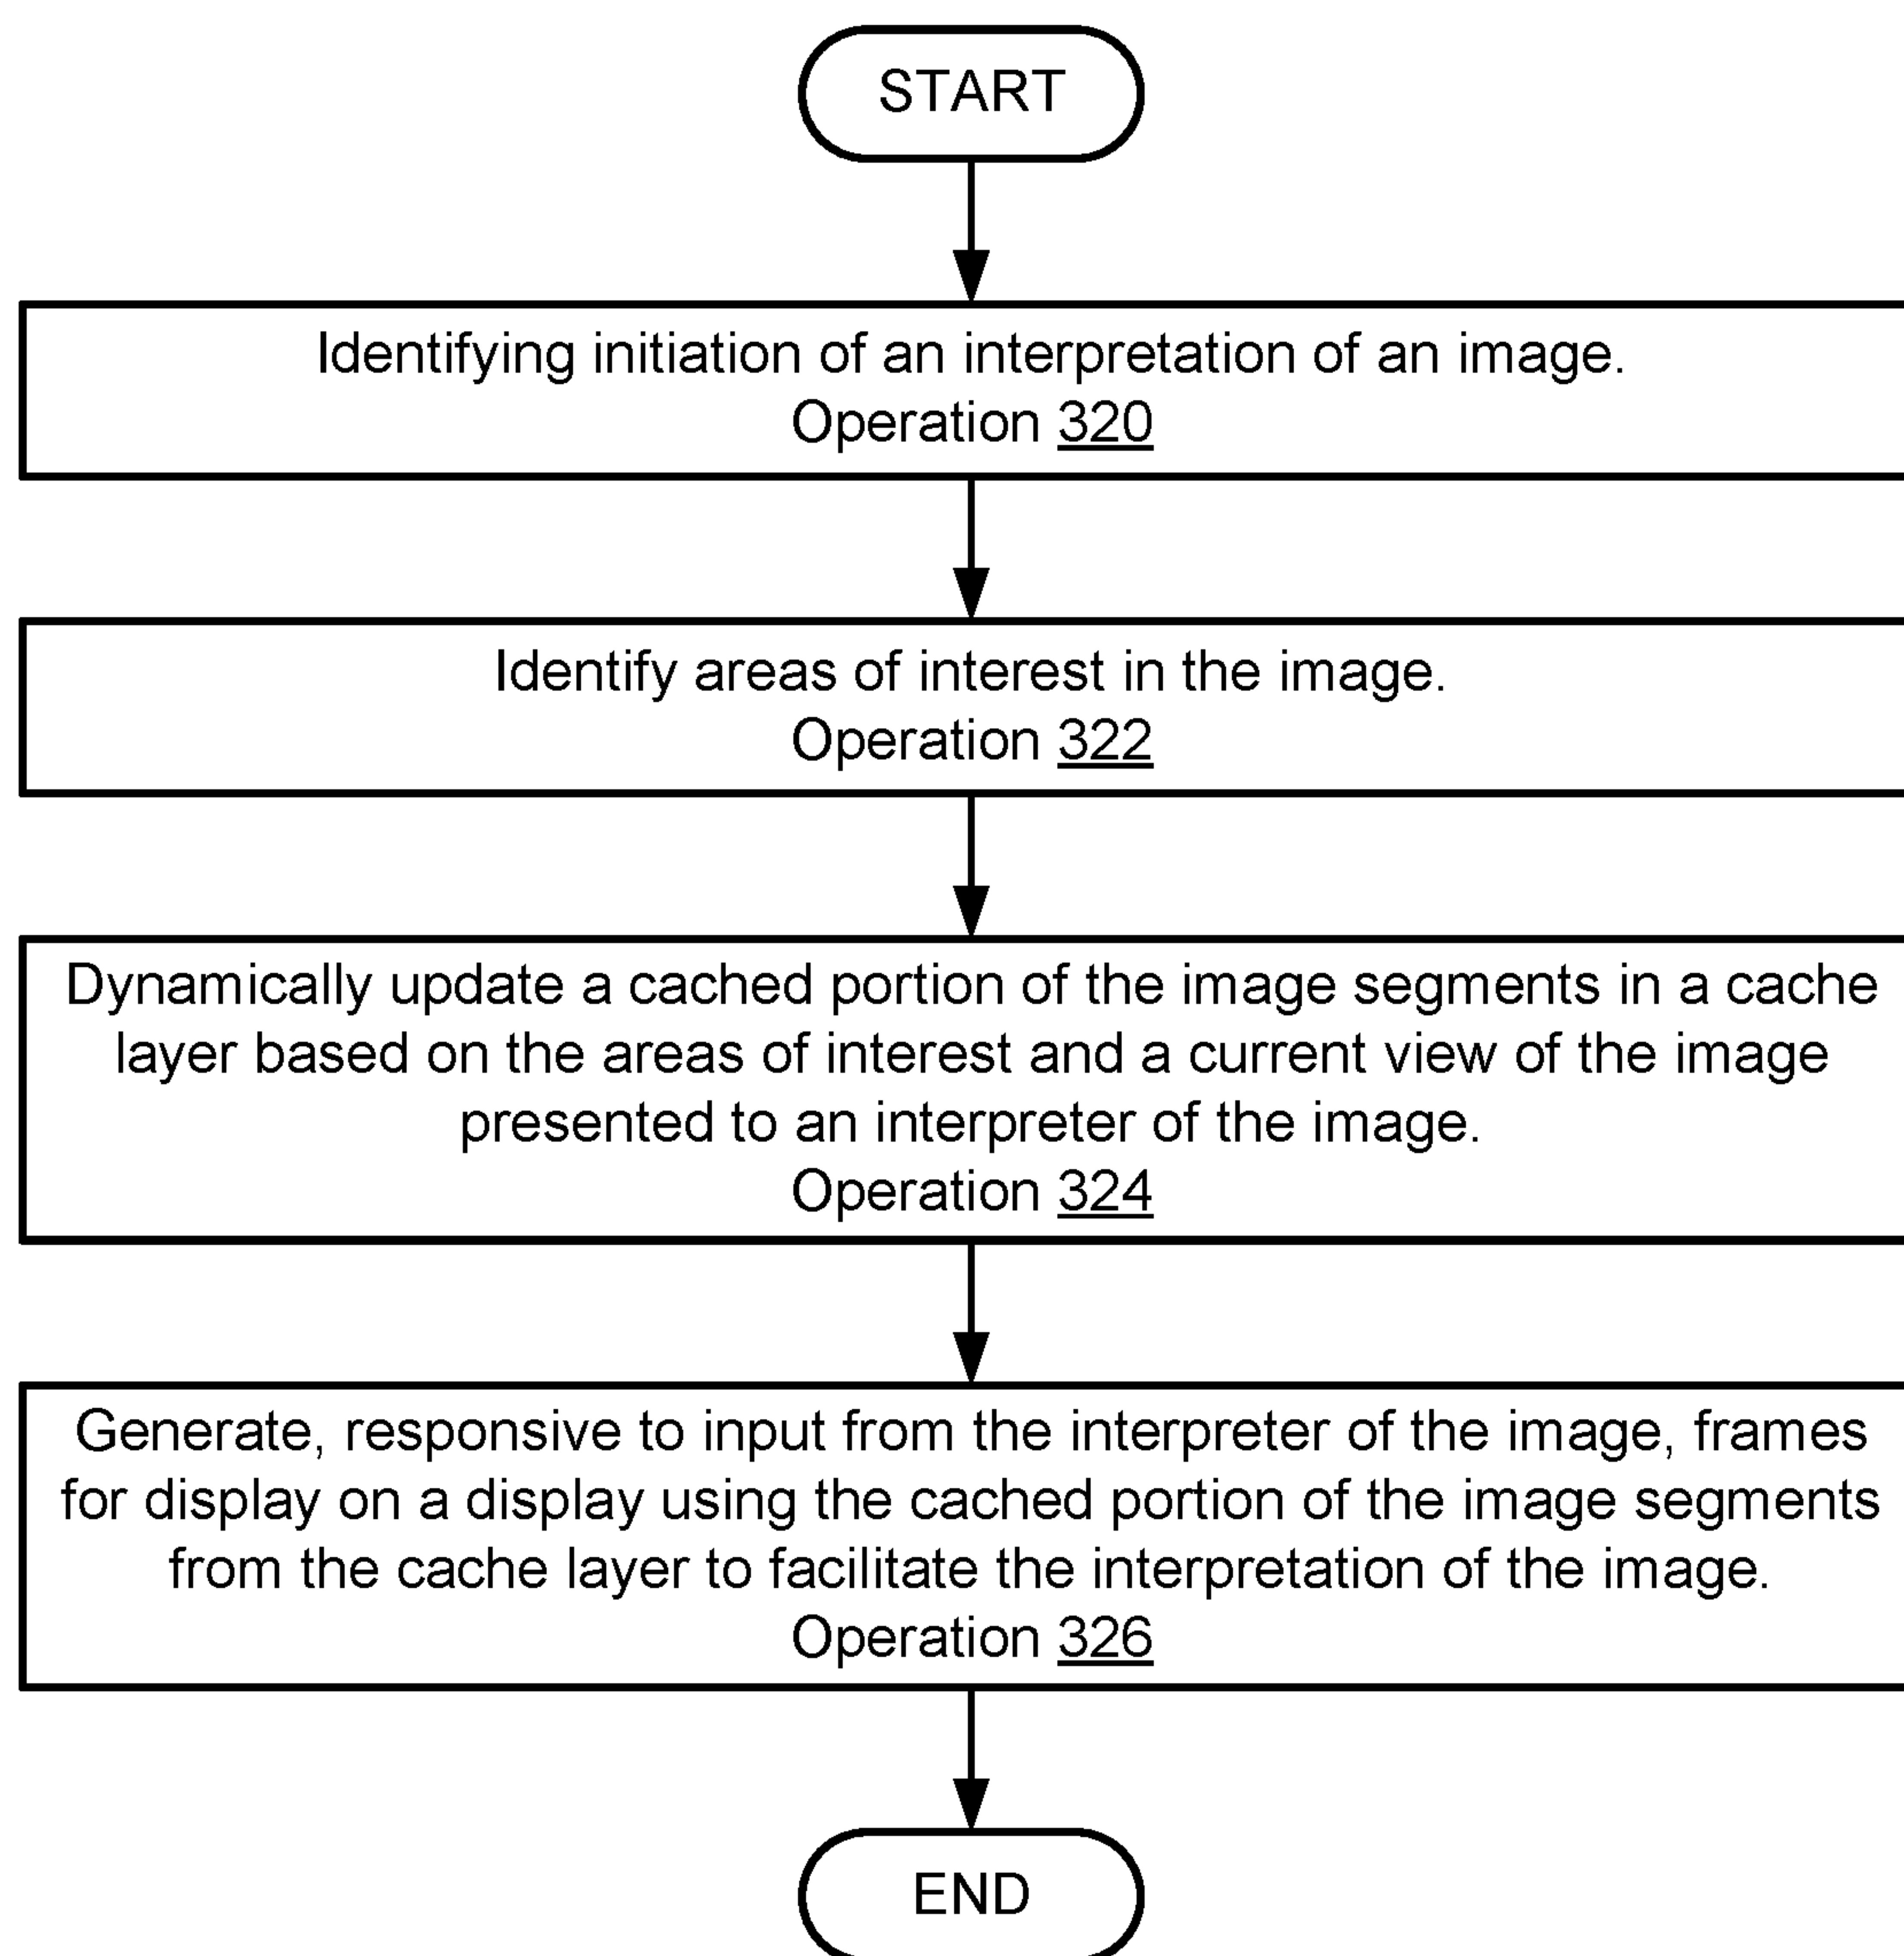 START
Identifying initiation of an interpretation of an image.
Operation 320
Identify areas of interest in the image.
Operation 322
Dynamically update a cached portion of the image segments in a cache
layer based on the areas of interest and a current view of the image
presented to an interpreter of the image.
Operation 324
Generate, responsive to input from the interpreter of the image, frames
for display on a display using the cached portion of the image segments
from the cache layer to facilitate the interpretation of the image.
Operation 326
END